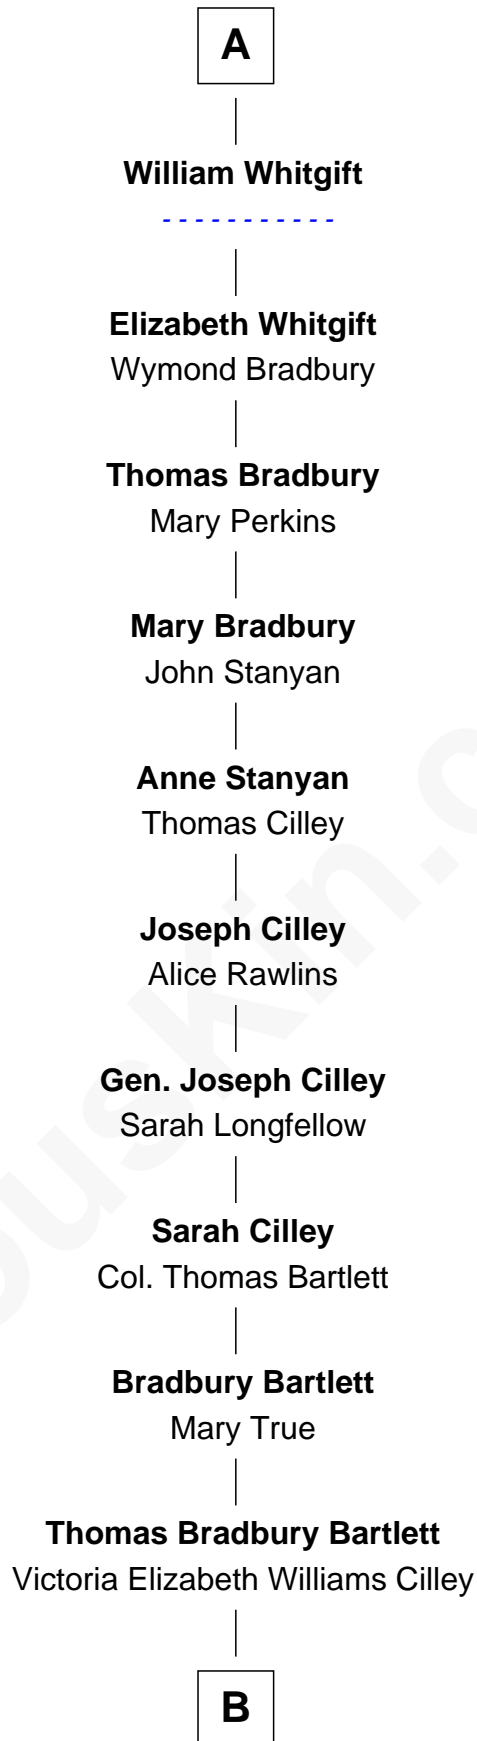 A
William Whitgift
- - - - - - - - - - -
Elizabeth Whitgift
Wymond Bradbury
Thomas Bradbury
Mary Perkins
Mary Bradbury
John Stanyan
Anne Stanyan
Thomas Cilley
Joseph Cilley
Alice Rawlins
Gen. Joseph Cilley
Sarah Longfellow
Sarah Cilley
Col. Thomas Bartlett
Bradbury Bartlett
Mary True
Thomas Bradbury Bartlett
Victoria Elizabeth Williams Cilley
B